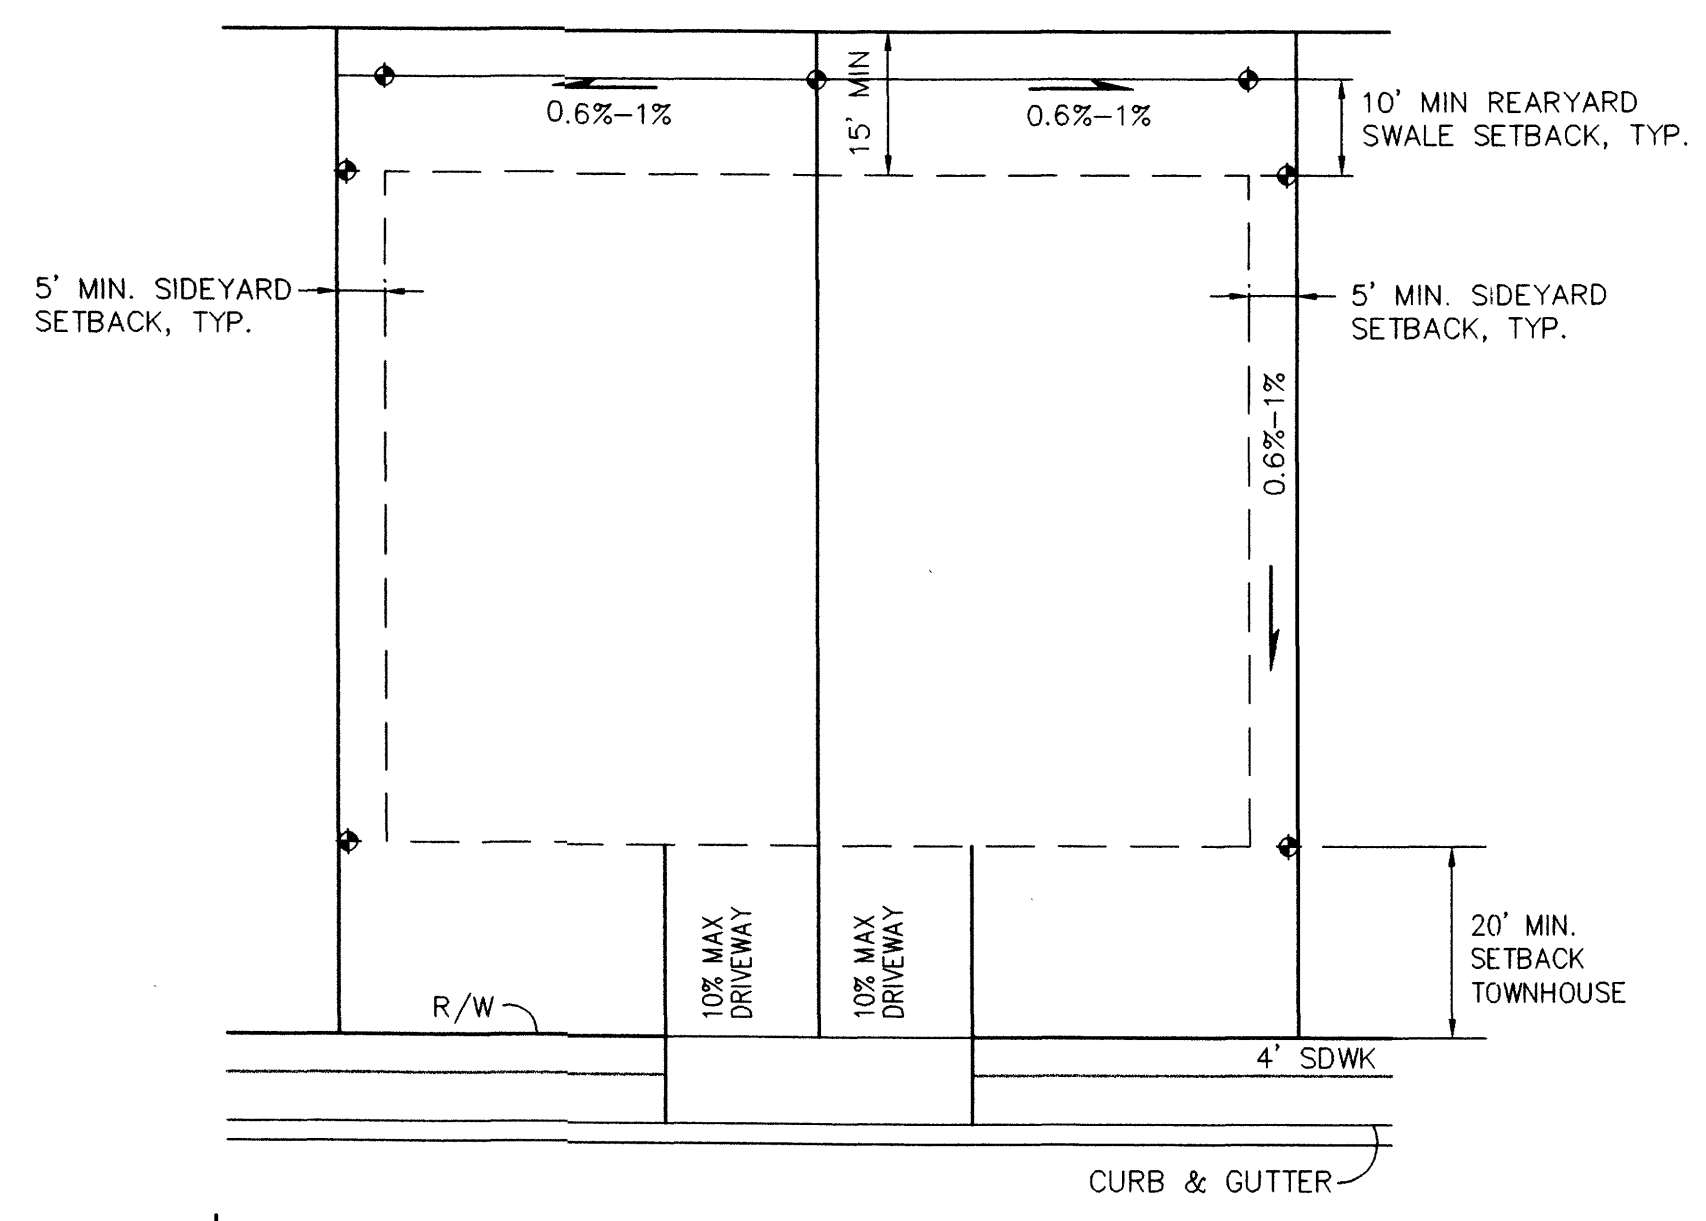 15' MIN
0.6%-1%
0.6%-1%
10' MIN REARYARD
SWALE SETBACK, TYP.
5' MIN. SIDEYARD
SETBACK, TYP.
5' MIN. SIDEYARD
SETBACK, TYP.
0.6%-1%
10% MAX
DRIVEWAY
10% MAX
DRIVEWAY
20' MIN.
SETBACK
TOWNHOUSE
R/W
4' SDWK
CURB & GUTTER